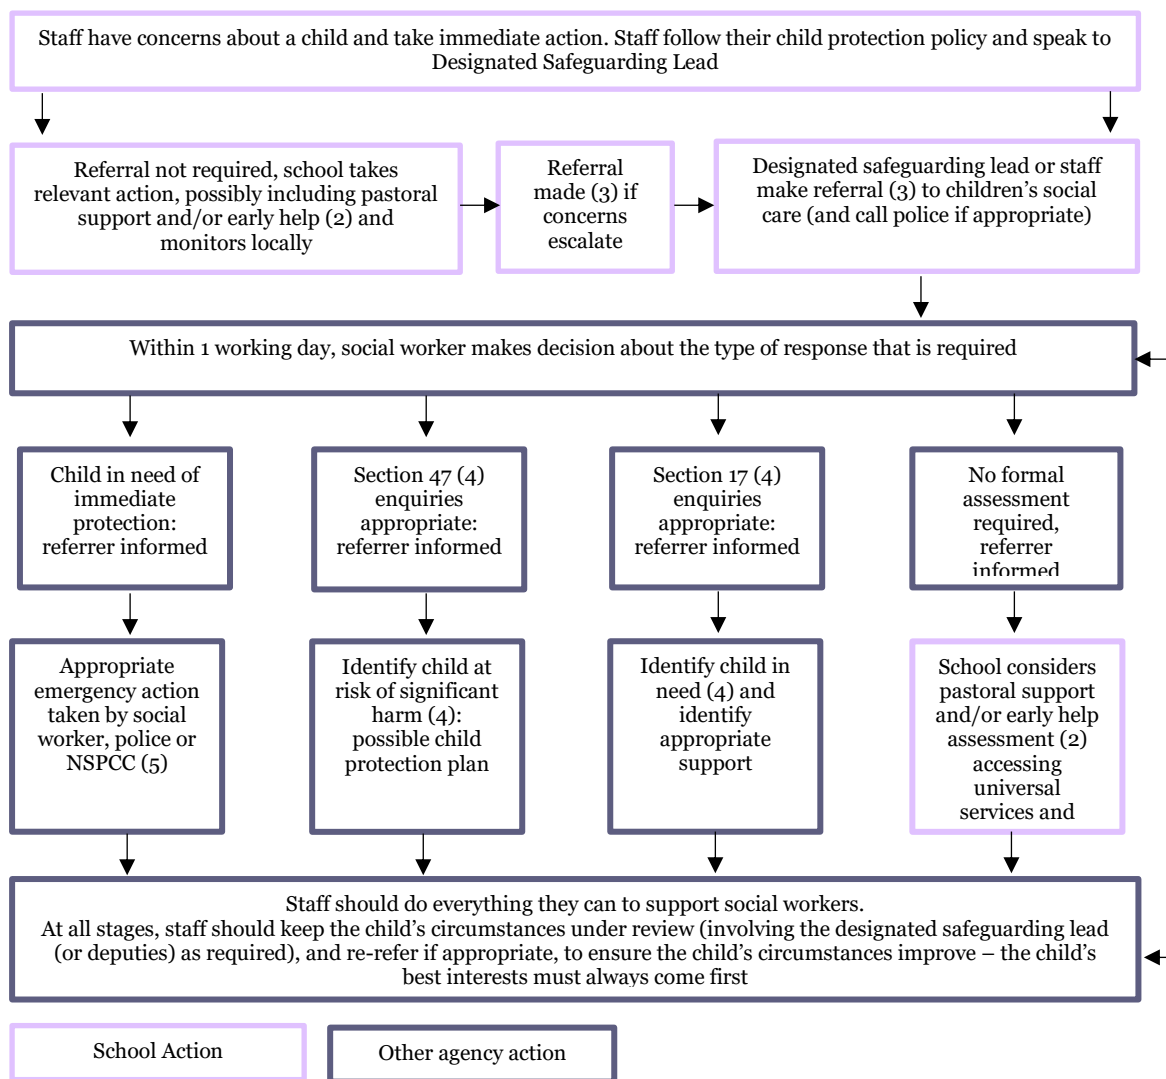 Staff have concerns about a child and take immediate action. Staff follow their child protection policy and speak to
Designated Safeguarding Lead
Referral not required, school takes
relevant action, possibly including pastoral
support and/or early help (2) and
monitors locally
Referral
made (3) if
concerns
escalate
Designated safeguarding lead or staff
make referral (3) to children’s social
care (and call police if appropriate)
Within 1 working day, social worker makes decision about the type of response that is required
Child in need of
immediate
protection:
referrer informed
Section 47 (4)
enquiries
appropriate:
referrer informed
Section 17 (4)
enquiries
appropriate:
referrer informed
No formal
assessment
required,
referrer
informed
Appropriate
emergency action
taken by social
worker, police or
NSPCC (5)
Identify child at
risk of significant
harm (4):
possible child
protection plan
Identify child in
need (4) and
identify
appropriate
support
School considers
pastoral support
and/or early help
assessment (2)
accessing
universal
services and
Staff should do everything they can to support social workers.
At all stages, staff should keep the child’s circumstances under review (involving the designated safeguarding lead
(or deputies) as required), and re-refer if appropriate, to ensure the child’s circumstances improve – the child’s
best interests must always come first
School Action
Other agency action